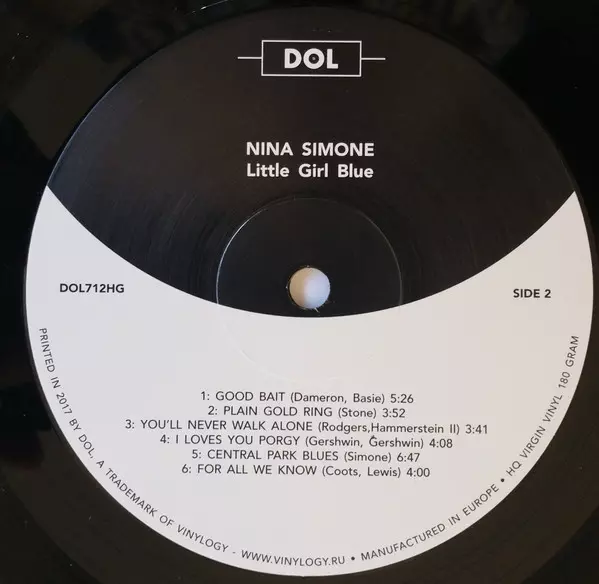 DOL
NINA SIMONE
Little Girl Blue
DOL712HG
SIDE 2
1: GOOD BAIT (Dameron, Basie) 5:26
2: PLAIN GOLD RING (Stone) 3:52
3: YOU'LL NEVER WALK ALONE (Rodgers,Hammerstein II) 3:41
4: I LOVES YOU PORGY (Gershwin, Ğershwin) 4:08
5: CENTRAL PARK BLUES (Simone) 6:47
6: FOR ALL WE KNOW (Coots, Lewis) 4:00
PRINTED IN 2017 BY DOL, A TRADEMARK OF VINYLOGY - WWW.VINYLOGY.RU • MANUFACTURED IN EUROPE • HQ VIRGIN VINYL 180 GRAM